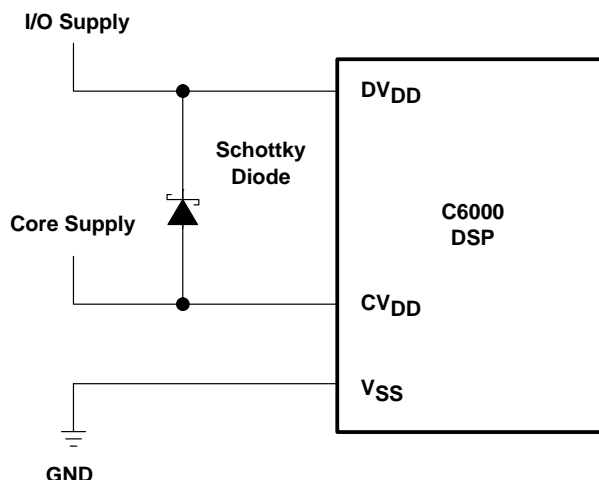 I/O Supply
DVDD
Schottky
Diode
C6000
DSP
Core Supply
CVDD
VSS
GND